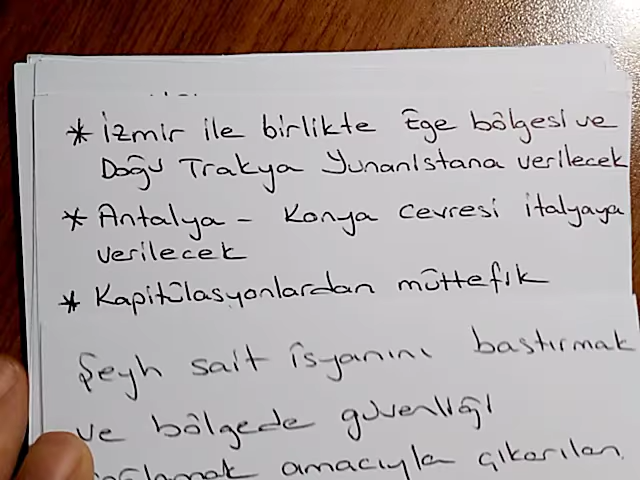 * İzmir ile birlikte Ege bölgesi ve
Doğu Trakya Yunanistana verilecek
* Antalya - Konya cevresi italyaya
verilecek
* Kapitülasyonlardan müttefik
Şeyh sait isyanını bastırmak
ve bölgede güvenliği
amacıyla çıkarılan